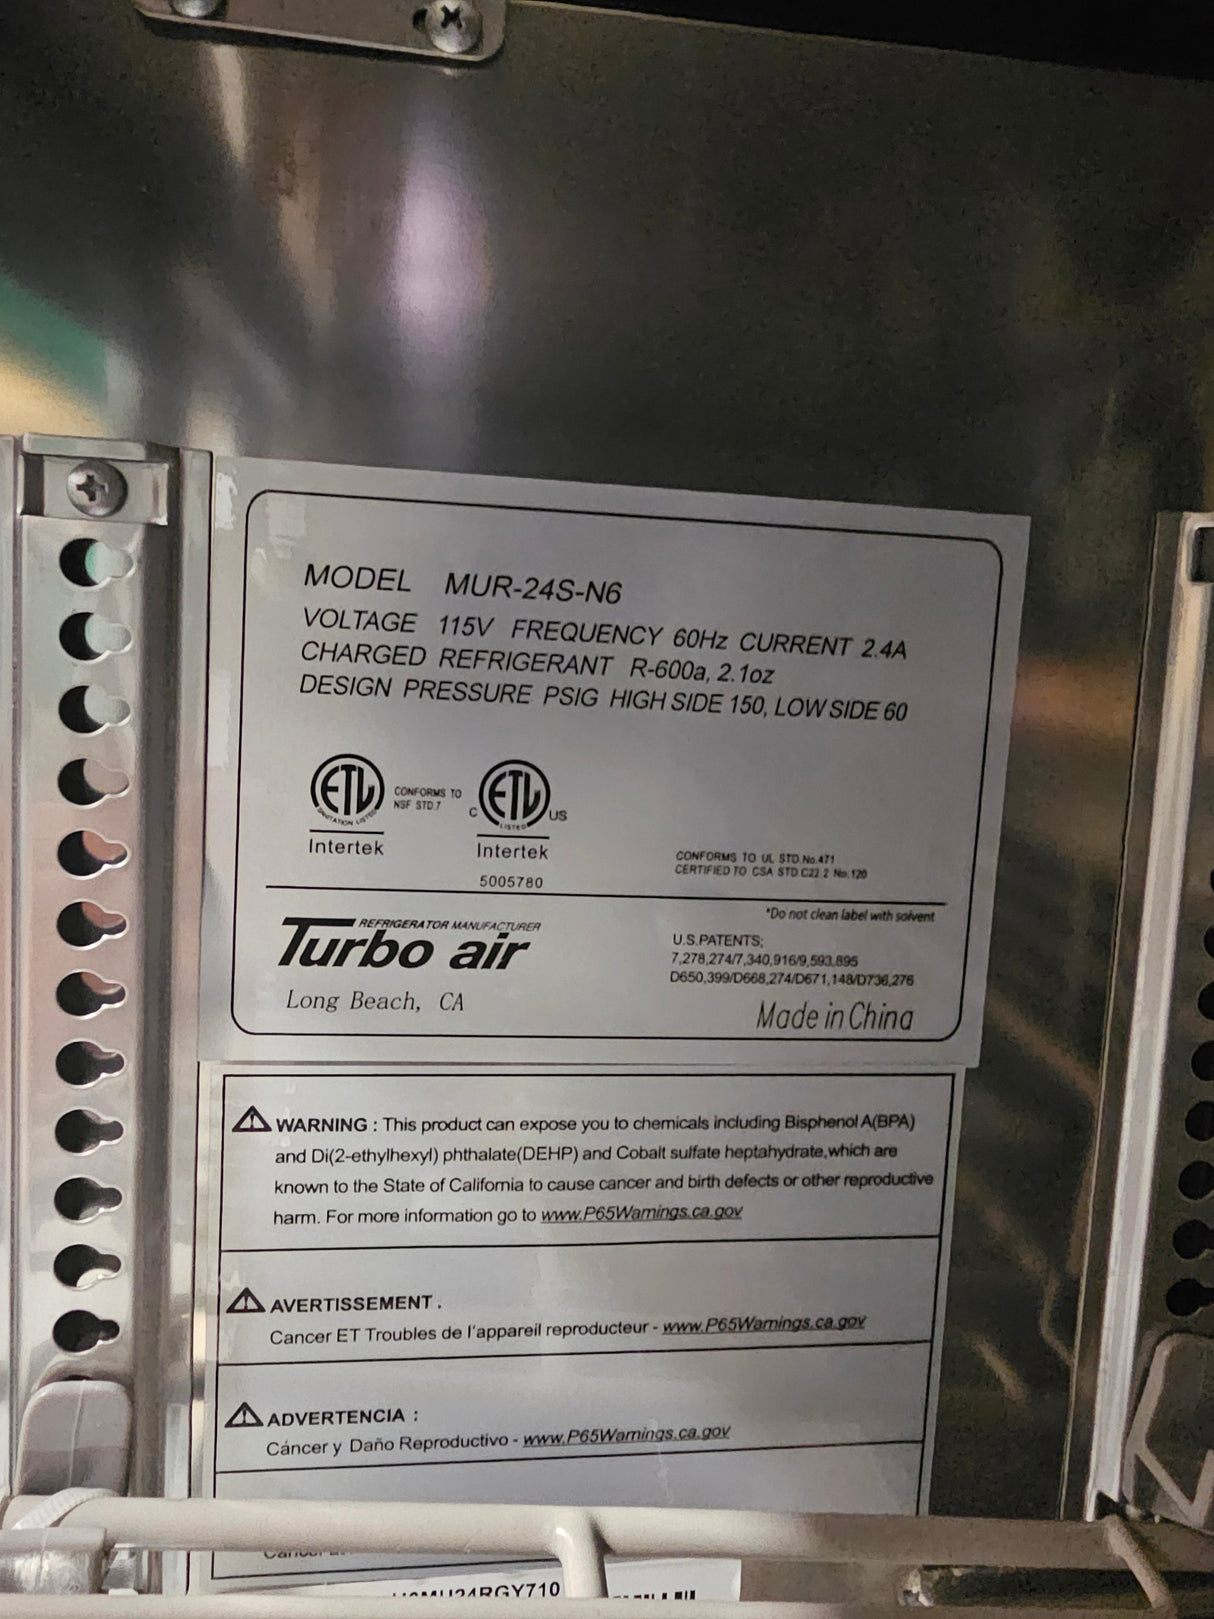 MODEL MUR-24S-N6
VOLTAGE 115V FREQUENCY 60Hz CURRENT 2.4A
CHARGED REFRIGERANT R-600a, 2.1oz
DESIGN PRESSURE PSIG HIGH SIDE 150, LOW SIDE 60
ETL
SANITATION LISTED
Intertek
CONFORMS TO
NSF STD.7
C ETL US
LISTED
Intertek
5005780
CONFORMS TO UL STD.No.471
CERTIFIED TO CSA STD.C22.2 No.120
*Do not clean label with solvent
REFRIGERATOR MANUFACTURER
Turbo air
Long Beach, CA
U.S.PATENTS;
7,278,274/7,340,916/9,593,895
D650,399/D668,274/D671,148/D736,276
Made in China
WARNING : This product can expose you to chemicals including Bisphenol A(BPA)
and Di(2-ethylhexyl) phthalate(DEHP) and Cobalt sulfate heptahydrate,which are
known to the State of California to cause cancer and birth defects or other reproductive
harm. For more information go to www.P65Warnings.ca.gov
AVERTISSEMENT .
Cancer ET Troubles de l'appareil reproducteur - www.P65Warnings.ca.gov
ADVERTENCIA :
Cáncer y Daño Reproductivo - www.P65Warnings.ca.gov